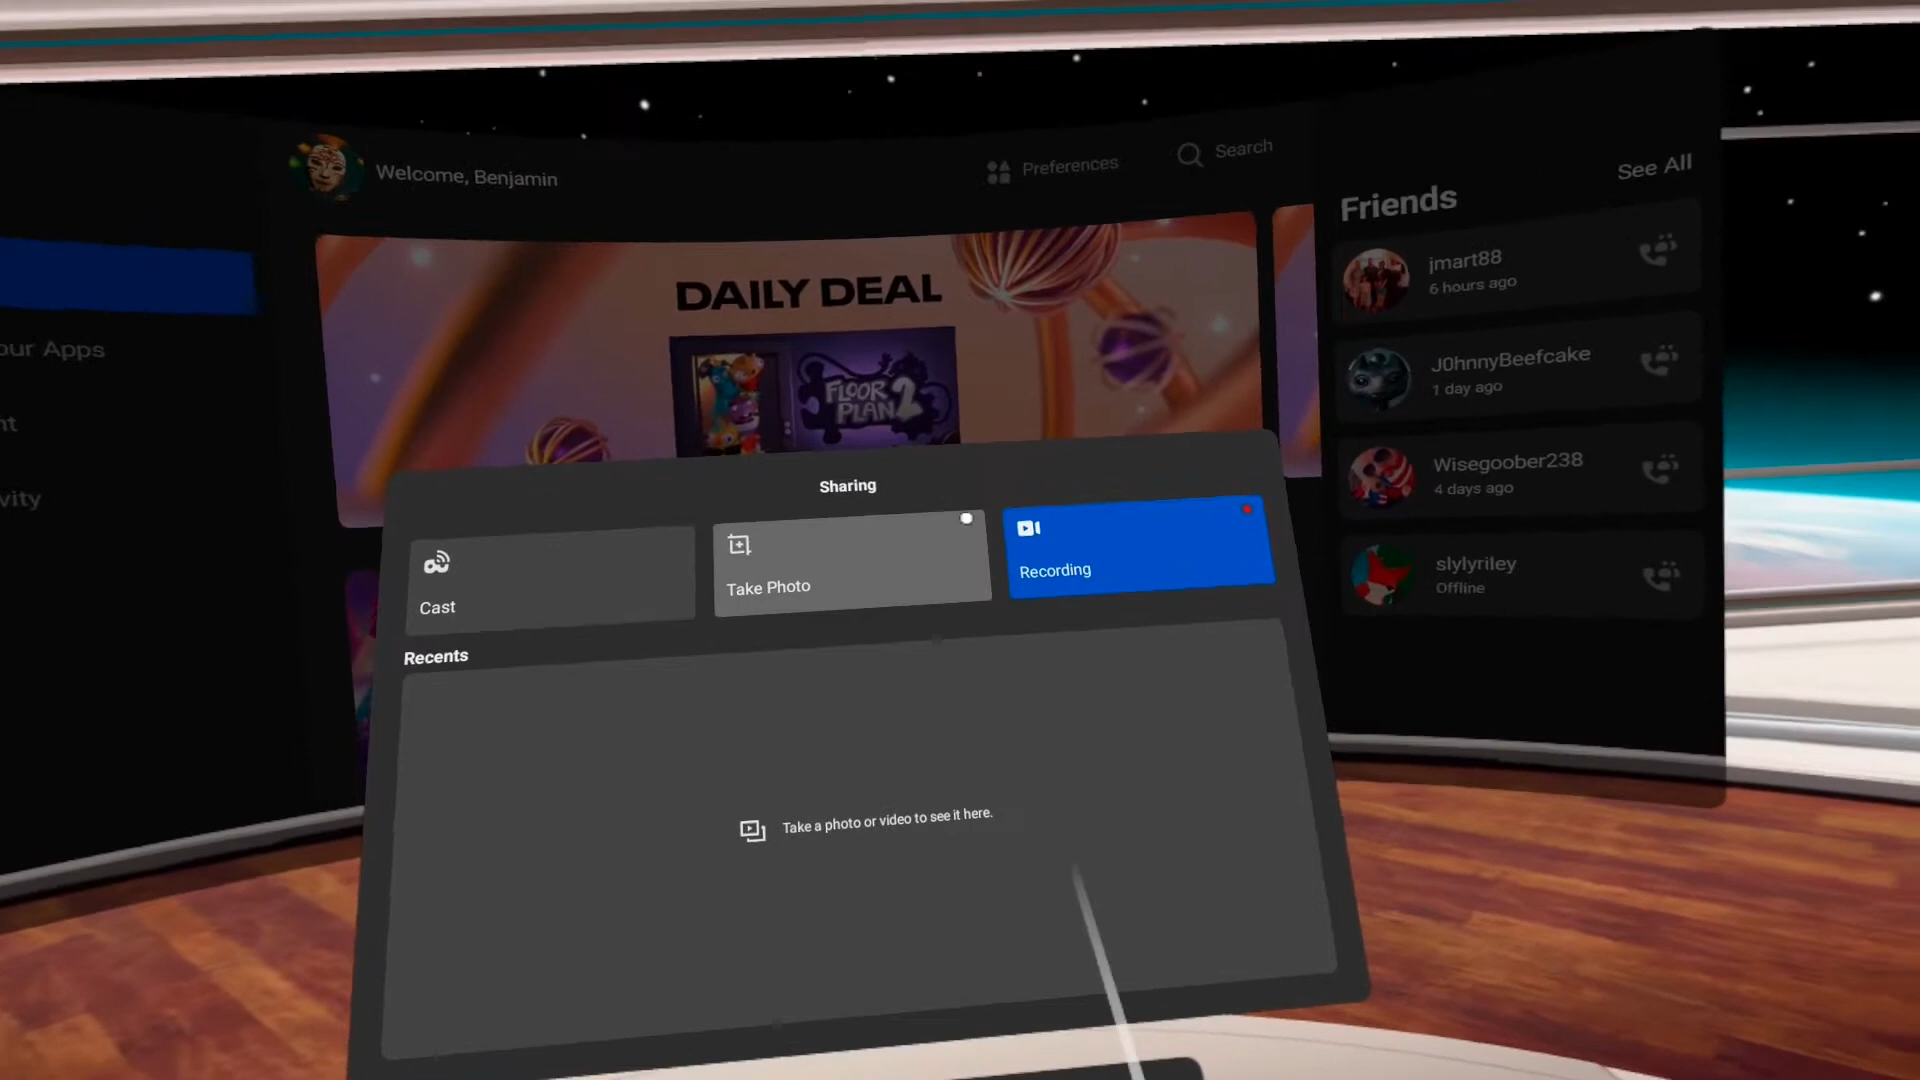 Welcome, Benjamin
Preferences
Search
DAILY DEAL
FLOOR
PLAN 2
our Apps
nt
vity
Friends
See All
jmart88
6 hours ago
J0hnnyBeefcake
1 day ago
Wisegoober238
4 days ago
slylyriley
Offline
Sharing
Cast
Take Photo
Recording
Recents
Take a photo or video to see it here.